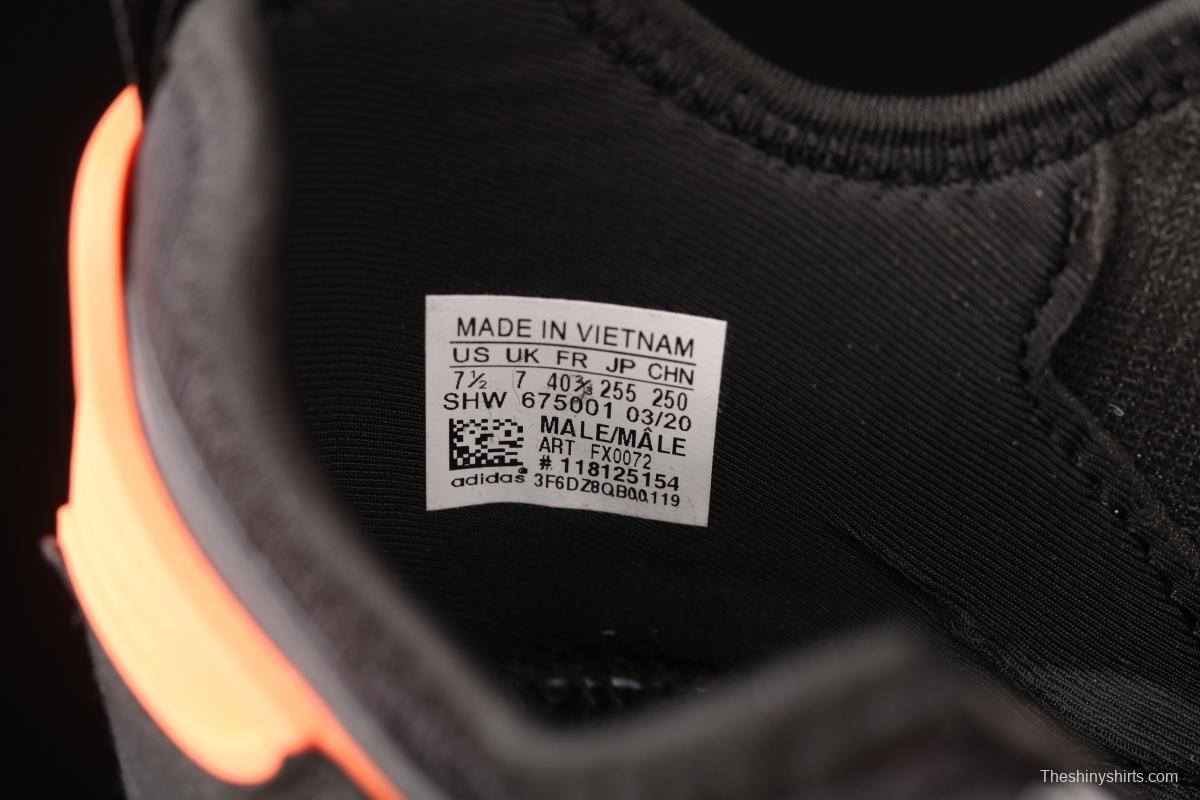 MADE IN VIETNAM
US UK FR JP CHN
7½ 7 40⅔ 255 250
SHW 675001 03/20
MALE/MÂLE
ART FX0072
# 118125154
adidas 3F6DZ8QB00119
Theshinyshirts.com